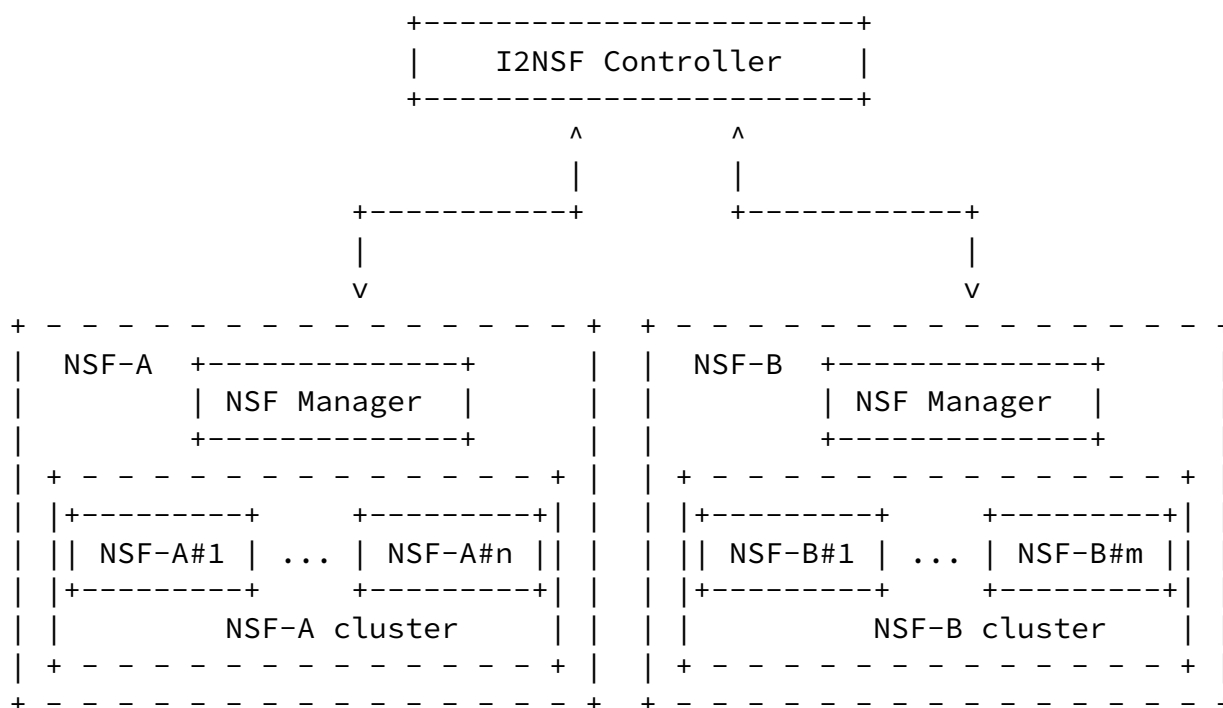 I2NSF Controller
NSF-A NSF-B
NSF Manager NSF Manager
NSF-A#1 ... NSF-A#n NSF-B#1 ... NSF-B#m
NSF-A cluster NSF-B cluster